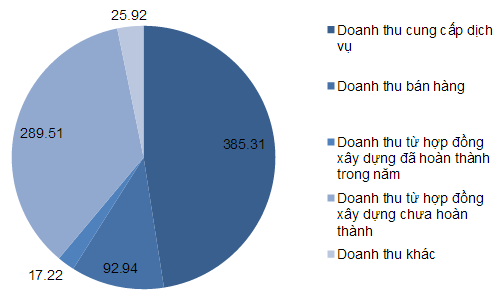 25.92
385.31
289.51
17.22
92.94
Doanh thu cung cấp dịch
vụ
Doanh thu bán hàng
Doanh thu từ hợp đồng
xây dựng đã hoàn thành
trong năm
Doanh thu từ hợp đồng
xây dựng chưa hoàn
thành
Doanh thu khác